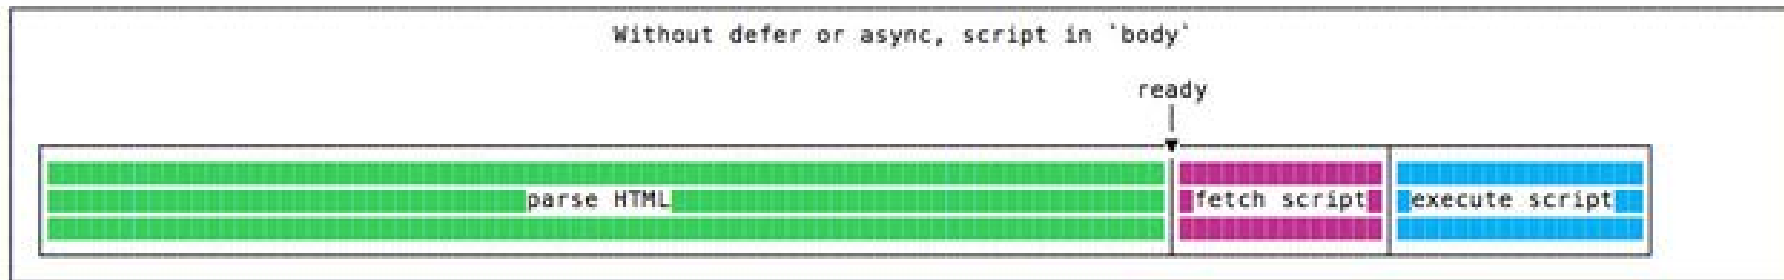 Without defer or async, script in `body`
ready
parse HTML
fetch script
execute script